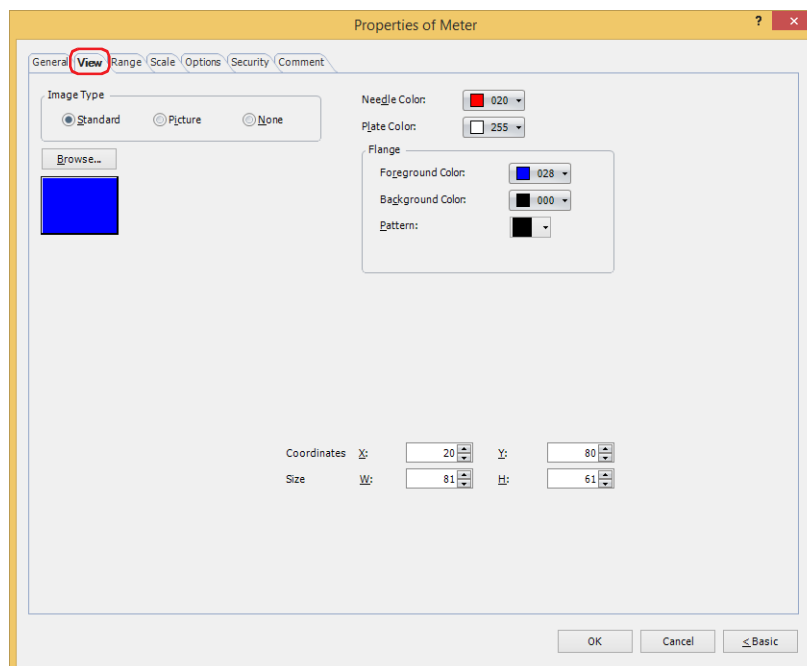 Properties of Meter
? ×
General View Range Scale Options Security Comment
Image Type
Standard Picture None
Browse...
Needle Color: 020
Plate Color: 255
Flange
Foreground Color: 028
Background Color: 000
Pattern:
Coordinates X: 20 Y: 80
Size W: 81 H: 61
OK Cancel < Basic